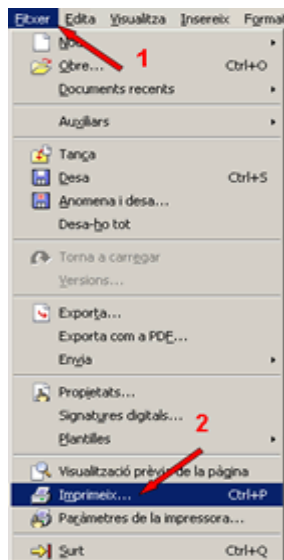 Fitxer Edita Visualitza Insereix Format
1
Nou
Obre... Ctrl+O
Documents recents
Auxiliars
Tanca
Desa Ctrl+S
Anomena i desa...
Desa-ho tot
Torna a carregar
Versions...
Exporta...
Exporta com a PDF...
Envia
Propietats...
Signatures digitals...
2
Plantilles
Visualització prèvia de la pàgina
Imprimeix... Ctrl+P
Paràmetres de la impressora...
Surt Ctrl+Q